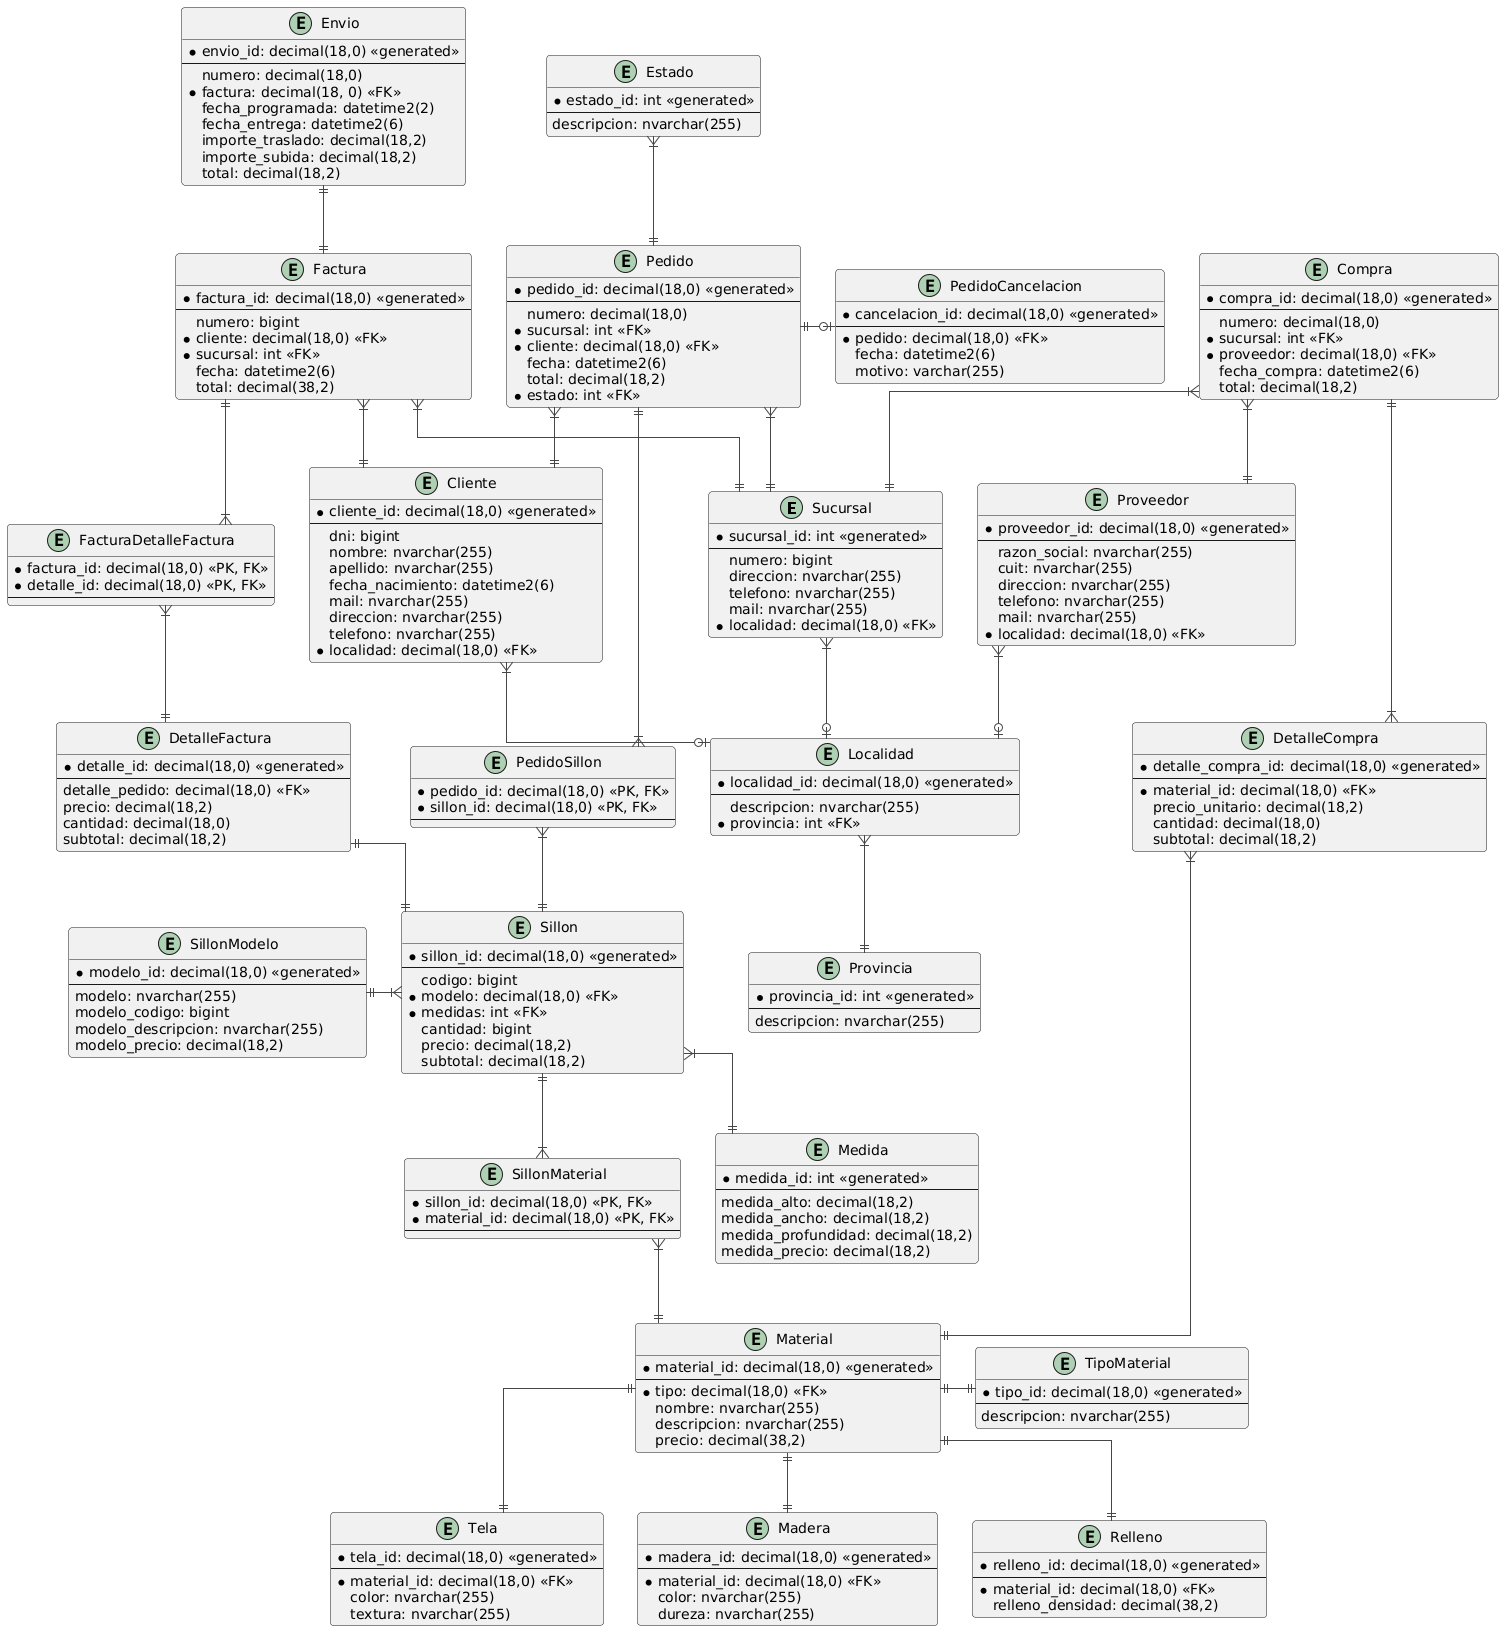 E Envio
envio_id: decimal(18,0) «generated»
numero: decimal(18,0)
factura: decimal(18, 0) «FK»
fecha_programada: datetime2(2)
fecha_entrega: datetime2(6)
importe_traslado: decimal(18,2)
importe_subida: decimal(18,2)
total: decimal(18,2)
E Estado
estado_id: int «generated»
descripcion: nvarchar(255)
E Factura
factura_id: decimal(18,0) «generated»
numero: bigint
cliente: decimal(18,0) «FK»
sucursal: int «FK»
fecha: datetime2(6)
total: decimal(38,2)
E Pedido
pedido_id: decimal(18,0) «generated»
numero: decimal(18,0)
sucursal: int «FK»
cliente: decimal(18,0) «FK»
fecha: datetime2(6)
total: decimal(18,2)
estado: int «FK»
E PedidoCancelacion
cancelacion_id: decimal(18,0) «generated»
pedido: decimal(18,0) «FK»
fecha: datetime2(6)
motivo: varchar(255)
E Compra
compra_id: decimal(18,0) «generated»
numero: decimal(18,0)
sucursal: int «FK»
proveedor: decimal(18,0) «FK»
fecha_compra: datetime2(6)
total: decimal(18,2)
E FacturaDetalleFactura
factura_id: decimal(18,0) «PK, FK»
detalle_id: decimal(18,0) «PK, FK»
E Cliente
cliente_id: decimal(18,0) «generated»
dni: bigint
nombre: nvarchar(255)
apellido: nvarchar(255)
fecha_nacimiento: datetime2(6)
mail: nvarchar(255)
direccion: nvarchar(255)
telefono: nvarchar(255)
localidad: decimal(18,0) «FK»
E Sucursal
sucursal_id: int «generated»
numero: bigint
direccion: nvarchar(255)
telefono: nvarchar(255)
mail: nvarchar(255)
localidad: decimal(18,0) «FK»
E Proveedor
proveedor_id: decimal(18,0) «generated»
razon_social: nvarchar(255)
cuit: nvarchar(255)
direccion: nvarchar(255)
telefono: nvarchar(255)
mail: nvarchar(255)
localidad: decimal(18,0) «FK»
E DetalleFactura
detalle_id: decimal(18,0) «generated»
detalle_pedido: decimal(18,0) «FK»
precio: decimal(18,2)
cantidad: decimal(18,0)
subtotal: decimal(18,2)
E PedidoSillon
pedido_id: decimal(18,0) «PK, FK»
sillon_id: decimal(18,0) «PK, FK»
E Localidad
localidad_id: decimal(18,0) «generated»
descripcion: nvarchar(255)
provincia: int «FK»
E DetalleCompra
detalle_compra_id: decimal(18,0) «generated»
material_id: decimal(18,0) «FK»
precio_unitario: decimal(18,2)
cantidad: decimal(18,0)
subtotal: decimal(18,2)
E SillonModelo
modelo_id: decimal(18,0) «generated»
modelo: nvarchar(255)
modelo_codigo: bigint
modelo_descripcion: nvarchar(255)
modelo_precio: decimal(18,2)
E Sillon
sillon_id: decimal(18,0) «generated»
codigo: bigint
modelo: decimal(18,0) «FK»
medidas: int «FK»
cantidad: bigint
precio: decimal(18,2)
subtotal: decimal(18,2)
E Provincia
provincia_id: int «generated»
descripcion: nvarchar(255)
E SillonMaterial
sillon_id: decimal(18,0) «PK, FK»
material_id: decimal(18,0) «PK, FK»
E Medida
medida_id: int «generated»
medida_alto: decimal(18,2)
medida_ancho: decimal(18,2)
medida_profundidad: decimal(18,2)
medida_precio: decimal(18,2)
E Material
material_id: decimal(18,0) «generated»
tipo: decimal(18,0) «FK»
nombre: nvarchar(255)
descripcion: nvarchar(255)
precio: decimal(38,2)
E TipoMaterial
tipo_id: decimal(18,0) «generated»
descripcion: nvarchar(255)
E Tela
tela_id: decimal(18,0) «generated»
material_id: decimal(18,0) «FK»
color: nvarchar(255)
textura: nvarchar(255)
E Madera
madera_id: decimal(18,0) «generated»
material_id: decimal(18,0) «FK»
color: nvarchar(255)
dureza: nvarchar(255)
E Relleno
relleno_id: decimal(18,0) «generated»
material_id: decimal(18,0) «FK»
relleno_densidad: decimal(38,2)